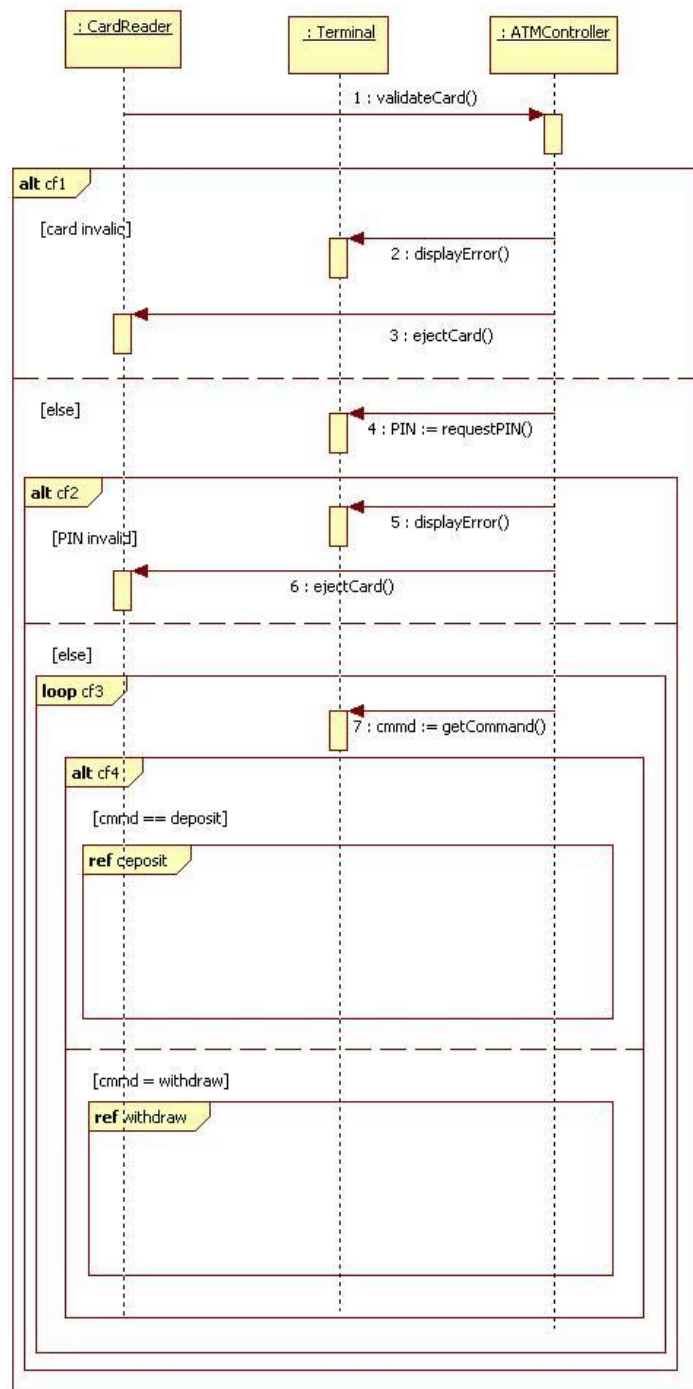 : CardReader
: Terminal
: ATMController
1 : validateCard()
alt cf1
[card invalid]
2 : displayError()
3 : ejectCard()
[else]
4 : PIN := requestPIN()
alt cf2
5 : displayError()
[PIN invalid]
6 : ejectCard()
[else]
loop cf3
7 : cmmd := getCommand()
alt cf4
[cmmd == deposit]
ref deposit
[cmmd = withdraw]
ref withdraw